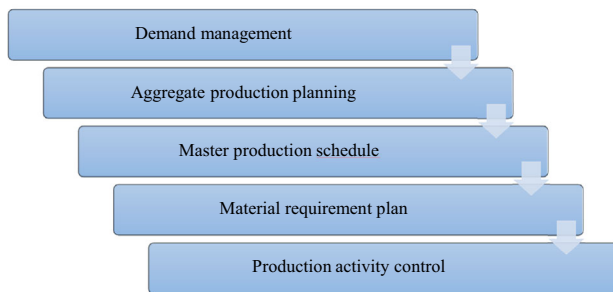 Demand management
Aggregate production planning
Master production schedule
Material requirement plan
Production activity control